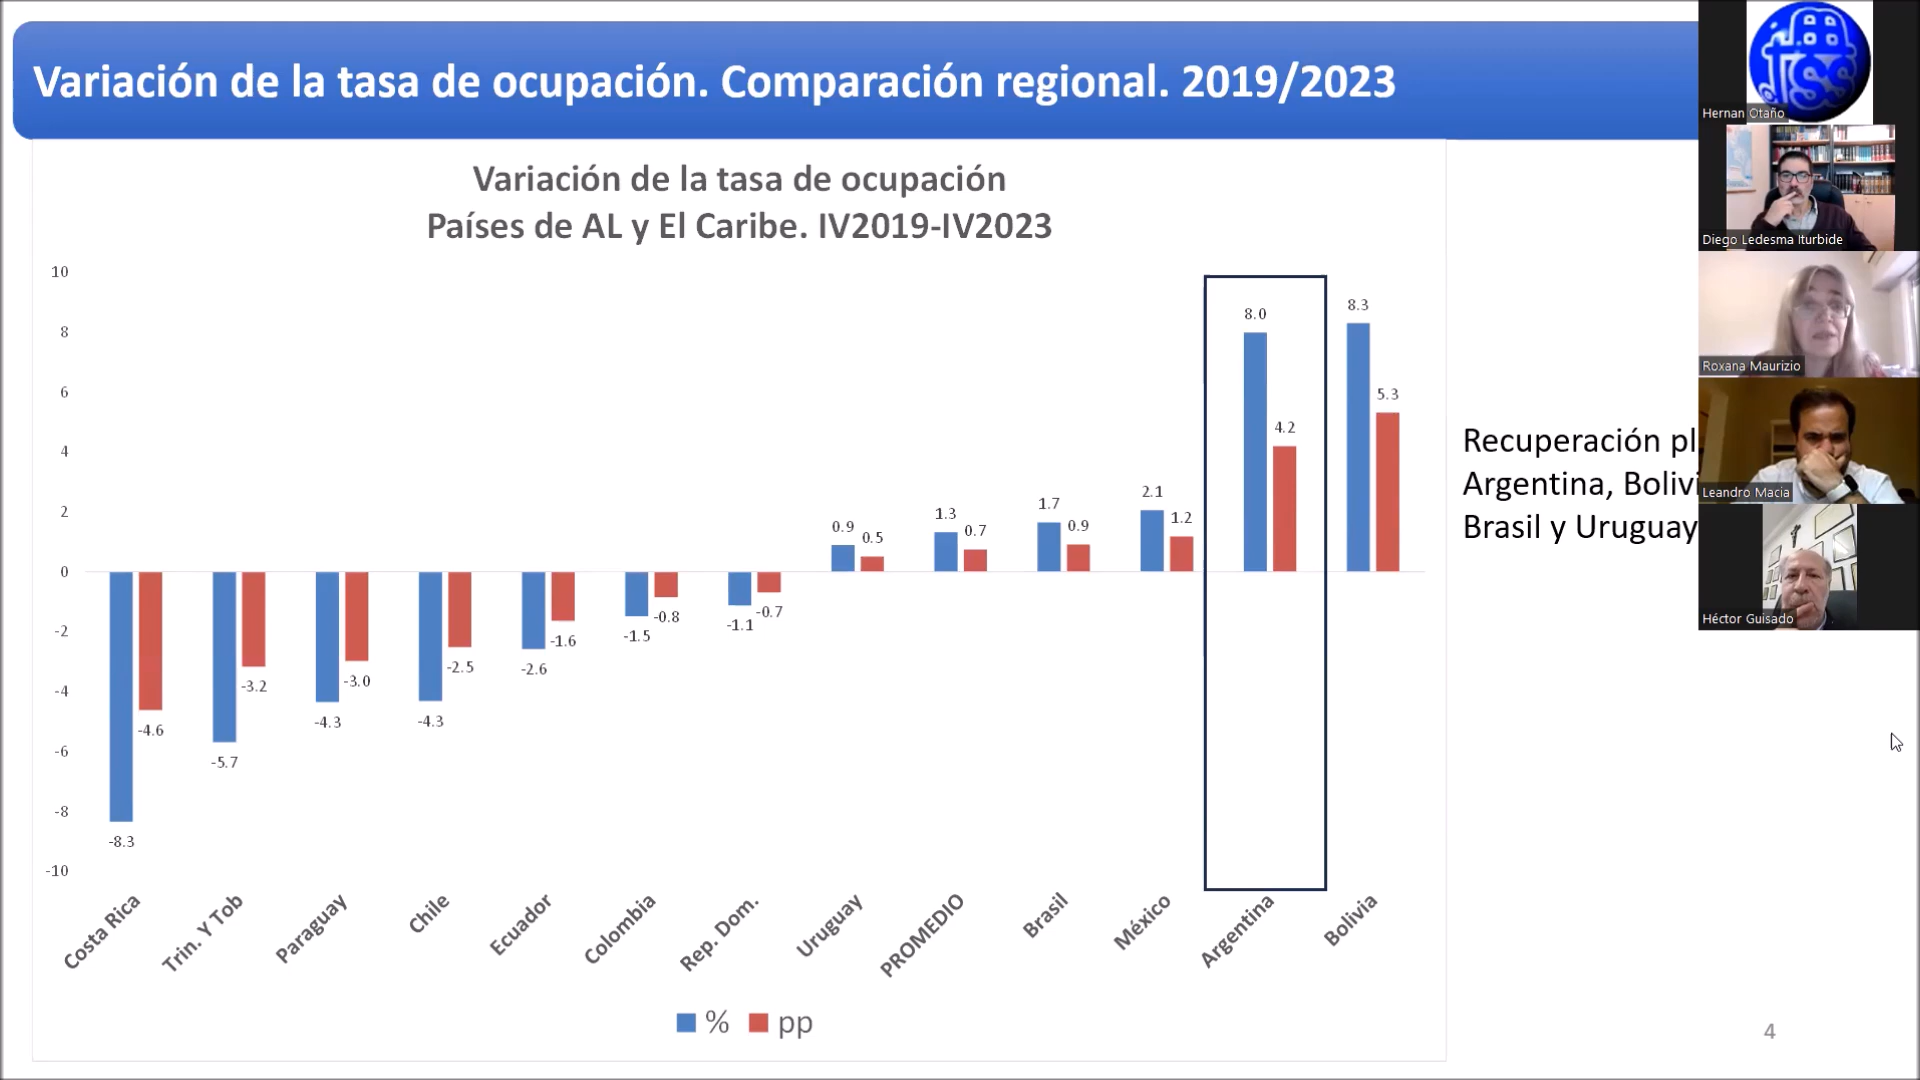 Variación de la tasa de ocupación. Comparación regional. 2019/2023
Variación de la tasa de ocupación
Países de AL y El Caribe. IV2019-IV2023
10
8
6
4
2
0
-2
-4
-6
-8
-10
-8.3
-4.6
-5.7
-3.2
-4.3
-3.0
-4.3
-2.5
-2.6
-1.6
-1.5
-0.8
-1.1
-0.7
0.9
0.5
1.3
0.7
1.7
0.9
2.1
1.2
8.0
4.2
8.3
5.3
Costa Rica
Trin. Y Tob
Paraguay
Chile
Ecuador
Colombia
Rep. Dom.
Uruguay
PROMEDIO
Brasil
México
Argentina
Bolivia
% pp
Recuperación pl
Argentina, Bolivi
Brasil y Uruguay
4
Hernan Otaño
Diego Ledesma Iturbide
Roxana Maurizio
Leandro Macia
Héctor Guisado